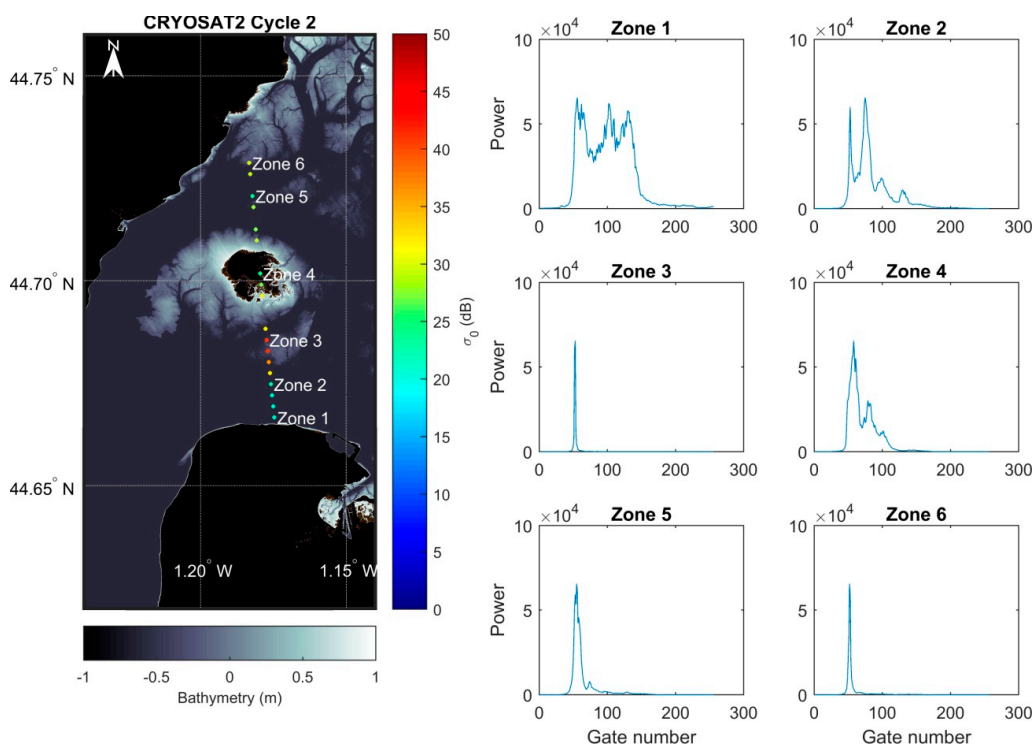 CRYOSAT2 Cycle 2
N
44.75° N
44.70° N
44.65° N
1.20° W
1.15° W
Zone 6
Zone 5
Zone 4
Zone 3
Zone 2
Zone 1
50
45
40
35
30
25
20
15
10
5
0
σ0 (dB)
-1
-0.5
0
0.5
1
Bathymetry (m)
Zone 1
×10^4
10
5
0
Power
0
100
200
300
Zone 2
×10^4
10
5
0
0
100
200
300
Zone 3
×10^4
10
5
0
Power
0
100
200
300
Zone 4
×10^4
10
5
0
0
100
200
300
Zone 5
×10^4
10
5
0
Power
0
100
200
300
Gate number
Zone 6
×10^4
10
5
0
0
100
200
300
Gate number